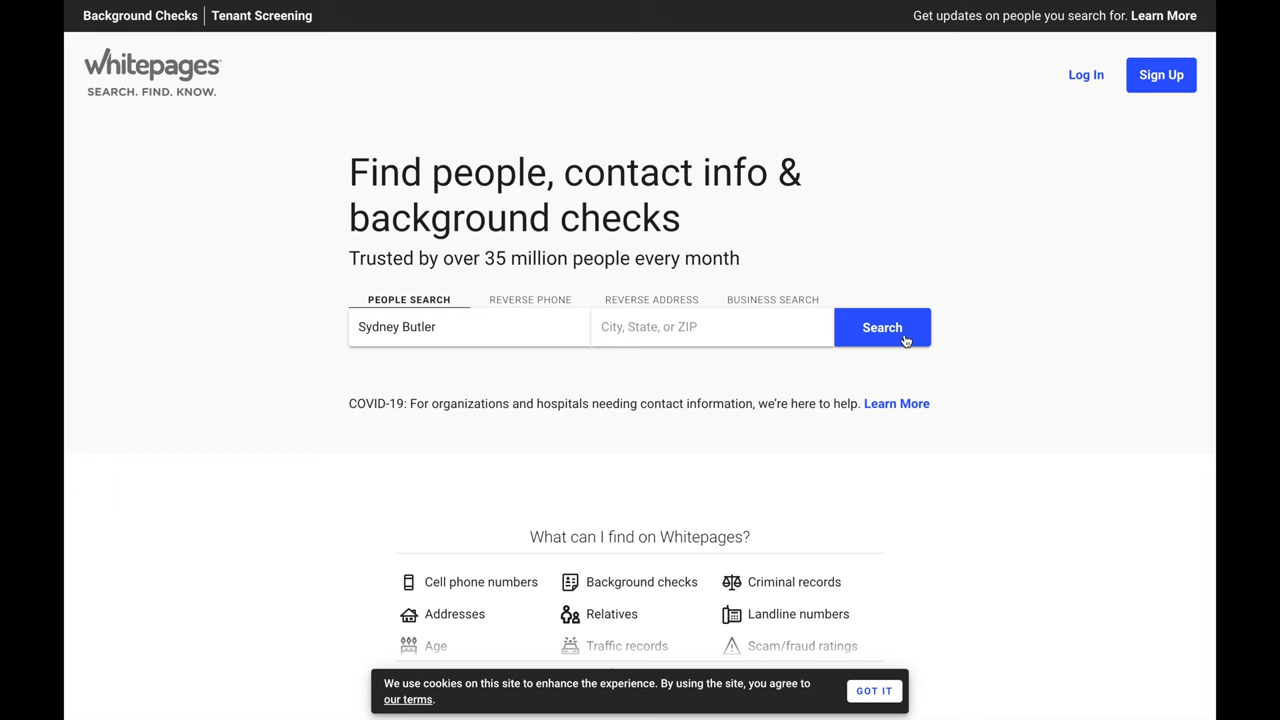 Background Checks | Tenant Screening
Get updates on people you search for. Learn More
whitepages
SEARCH. FIND. KNOW.
Log In
Sign Up
Find people, contact info &
background checks
Trusted by over 35 million people every month
PEOPLE SEARCH
REVERSE PHONE
REVERSE ADDRESS
BUSINESS SEARCH
Sydney Butler
City, State, or ZIP
Search
COVID-19: For organizations and hospitals needing contact information, we're here to help. Learn More
What can I find on Whitepages?
Cell phone numbers
Background checks
Criminal records
Addresses
Relatives
Landline numbers
Age
Traffic records
Scam/fraud ratings
We use cookies on this site to enhance the experience. By using the site, you agree to
our terms.
GOT IT